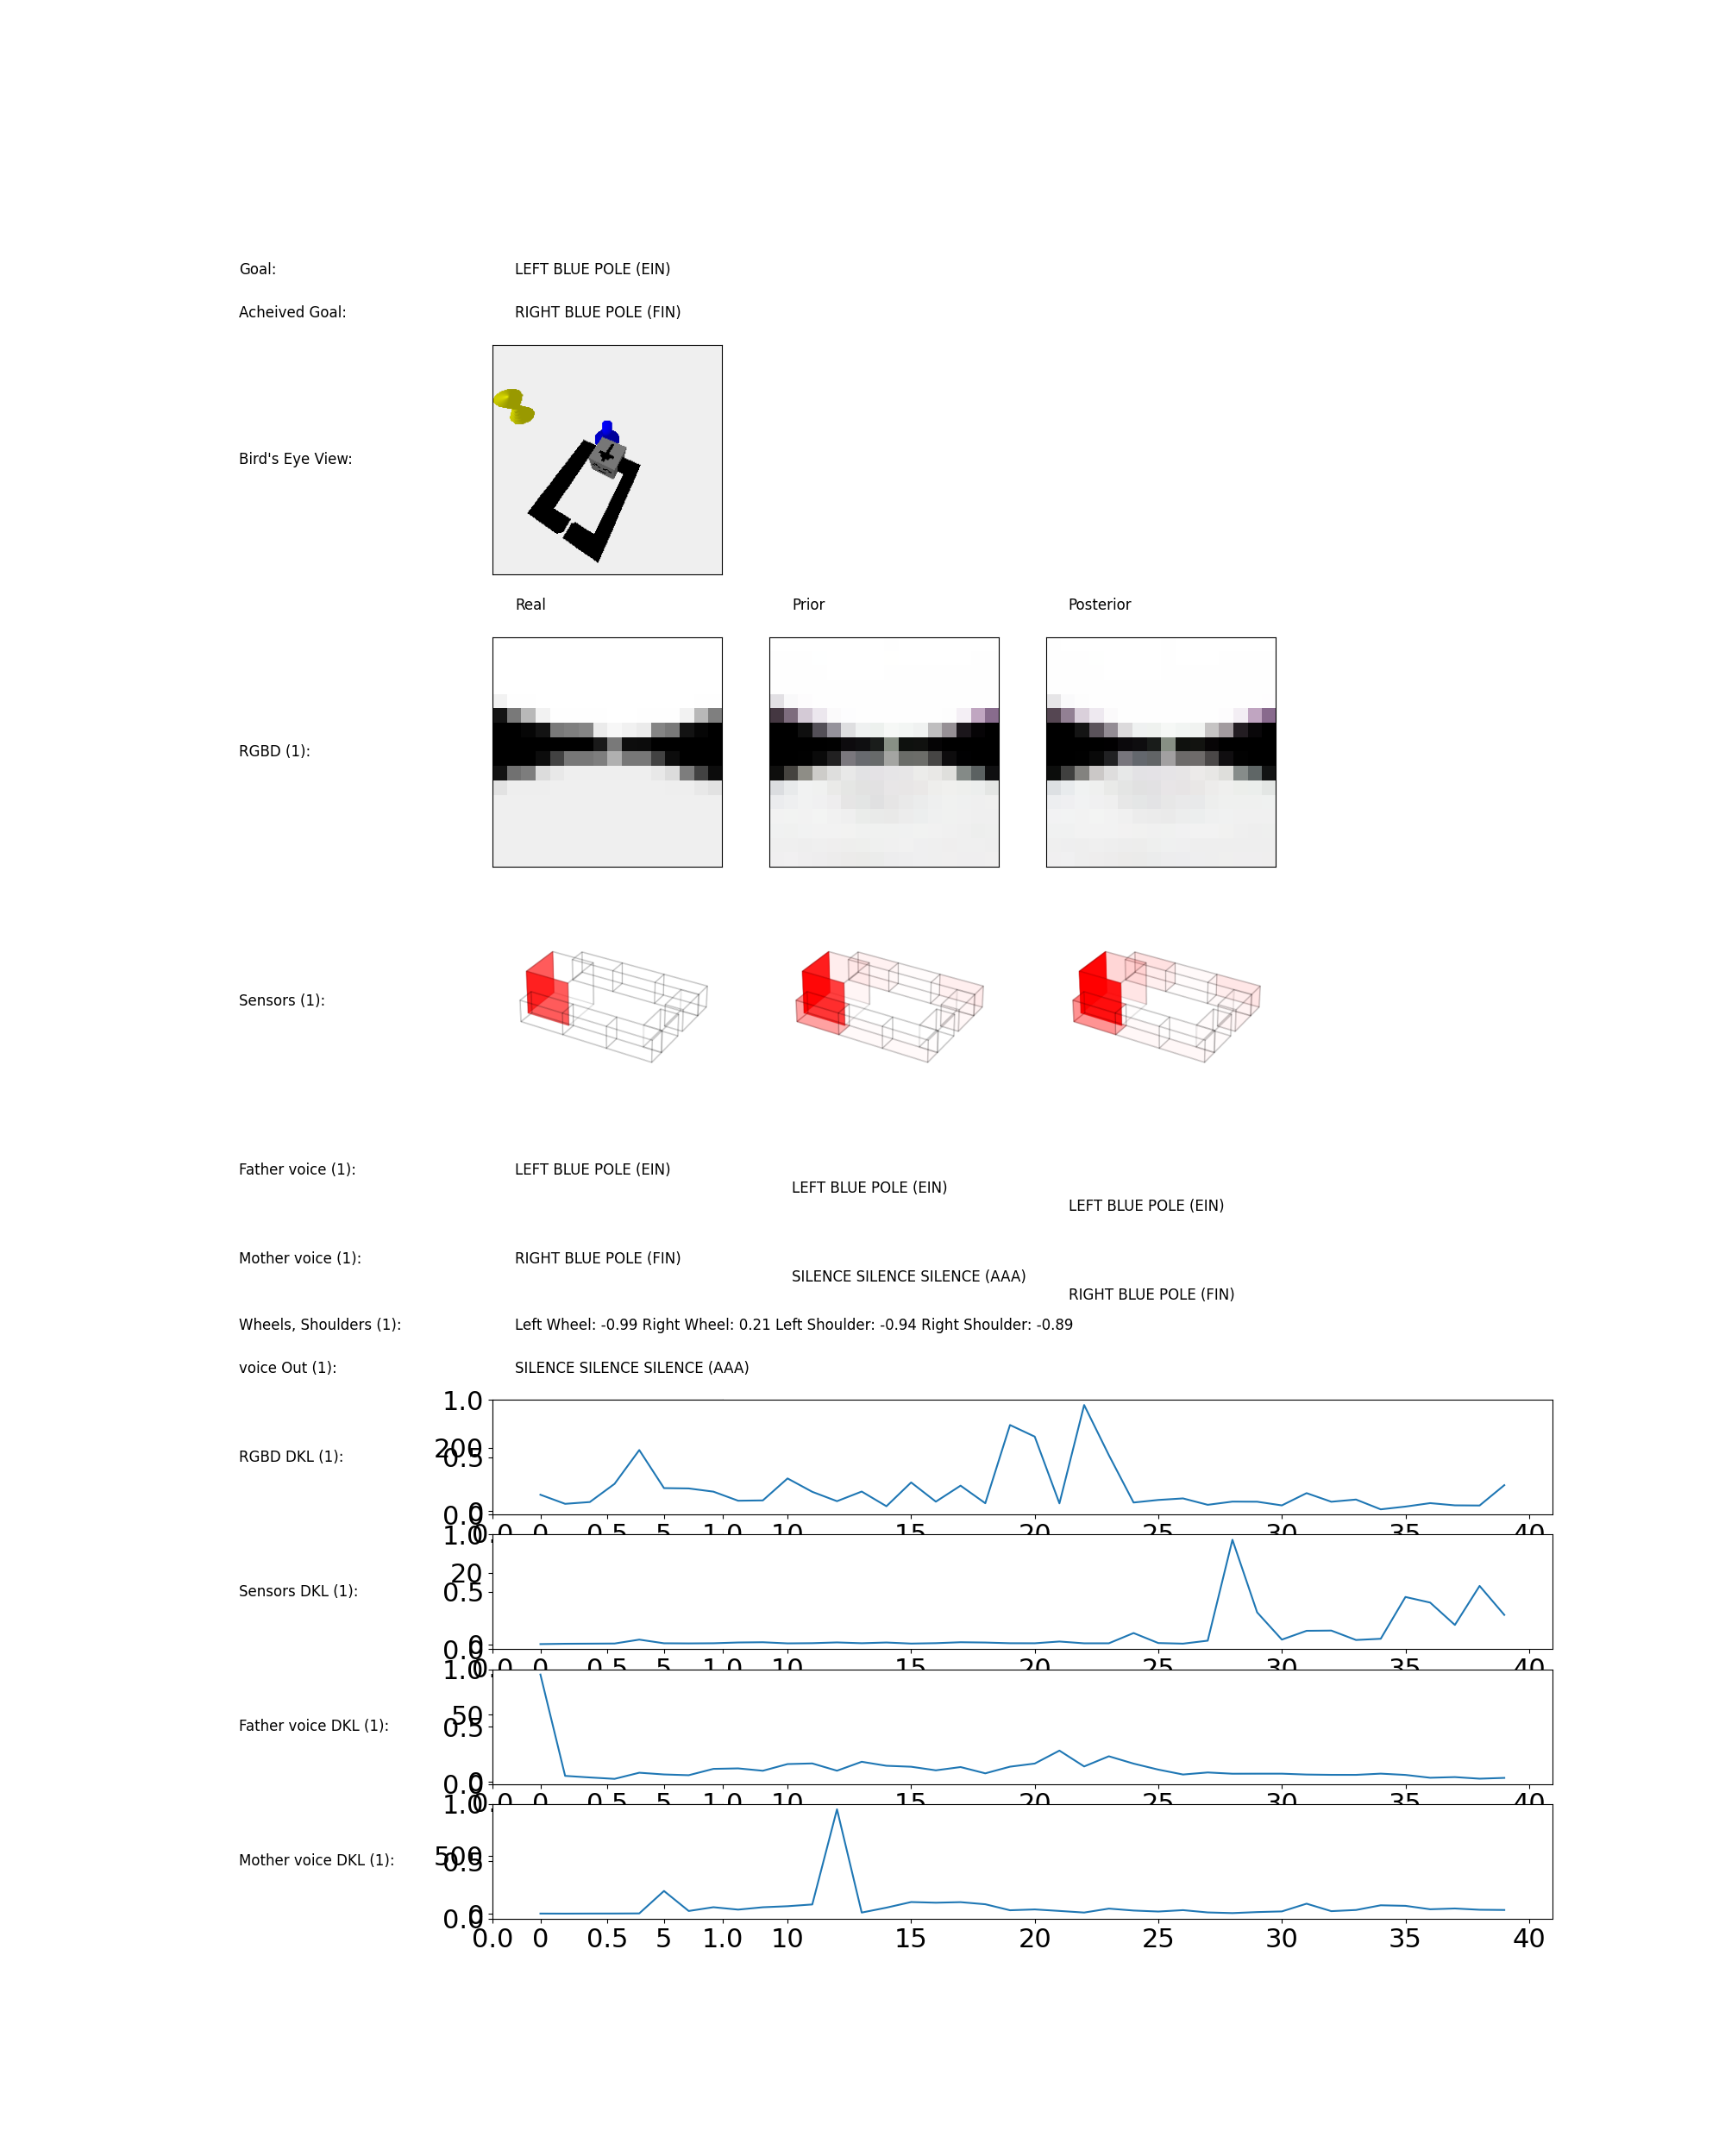 Goal: LEFT BLUE POLE (EIN)
Acheived Goal: RIGHT BLUE POLE (FIN)
Bird's Eye View:
Real Prior Posterior
RGBD (1):
Sensors (1):
Father voice (1): LEFT BLUE POLE (EIN)
LEFT BLUE POLE (EIN)
LEFT BLUE POLE (EIN)
Mother voice (1): RIGHT BLUE POLE (FIN)
SILENCE SILENCE SILENCE (AAA)
RIGHT BLUE POLE (FIN)
Wheels, Shoulders (1): Left Wheel: -0.99 Right Wheel: 0.21 Left Shoulder: -0.94 Right Shoulder: -0.89
voice Out (1): SILENCE SILENCE SILENCE (AAA)
1.0
200
RGBD DKL (1): 0.5
0.0 0
0.0 0 0.5 5 1.0 10 15 20 25 30 35 40
1.0
20
Sensors DKL (1): 0.5
0.0 0
0.0 0 0.5 5 1.0 10 15 20 25 30 35 40
1.0
50
Father voice DKL (1): 0.5
0.0 0
0.0 0 0.5 5 1.0 10 15 20 25 30 35 40
1.0
500
Mother voice DKL (1): 0.5
0.0 0
0.0 0 0.5 5 1.0 10 15 20 25 30 35 40